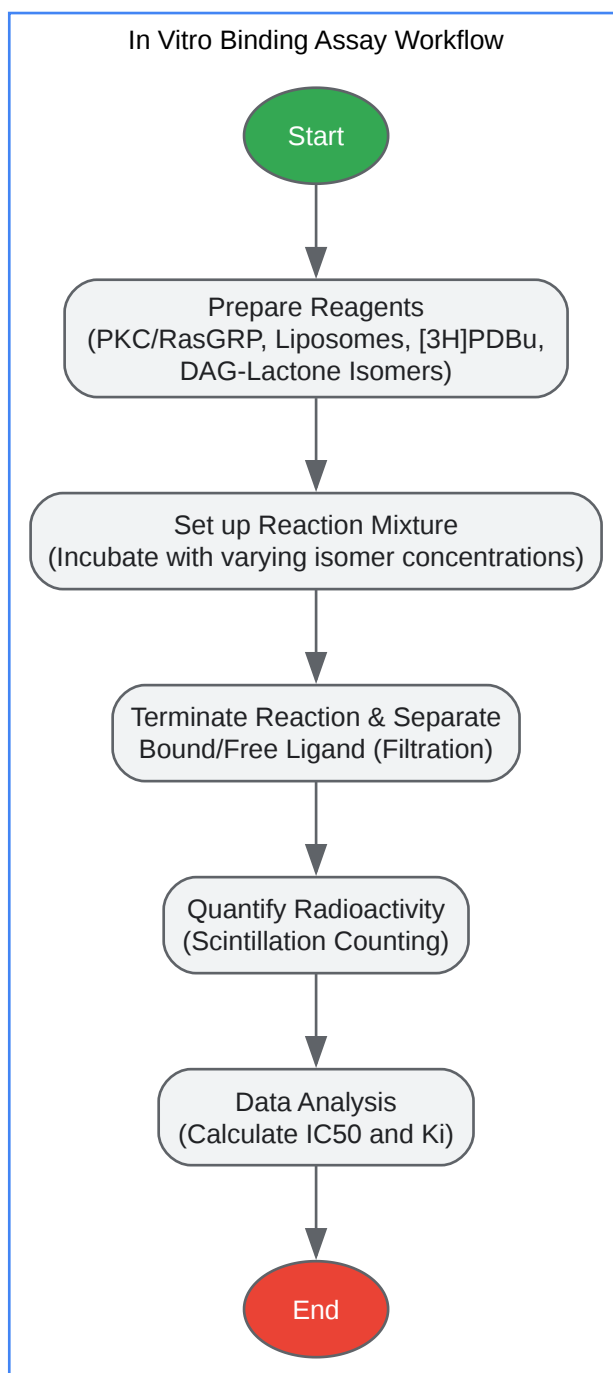 In Vitro Binding Assay Workflow
Start
Prepare Reagents
(PKC/RasGRP, Liposomes, [3H]PDBu,
DAG-Lactone Isomers)
Set up Reaction Mixture
(Incubate with varying isomer concentrations)
Terminate Reaction & Separate
Bound/Free Ligand (Filtration)
Quantify Radioactivity
(Scintillation Counting)
Data Analysis
(Calculate IC50 and Ki)
End